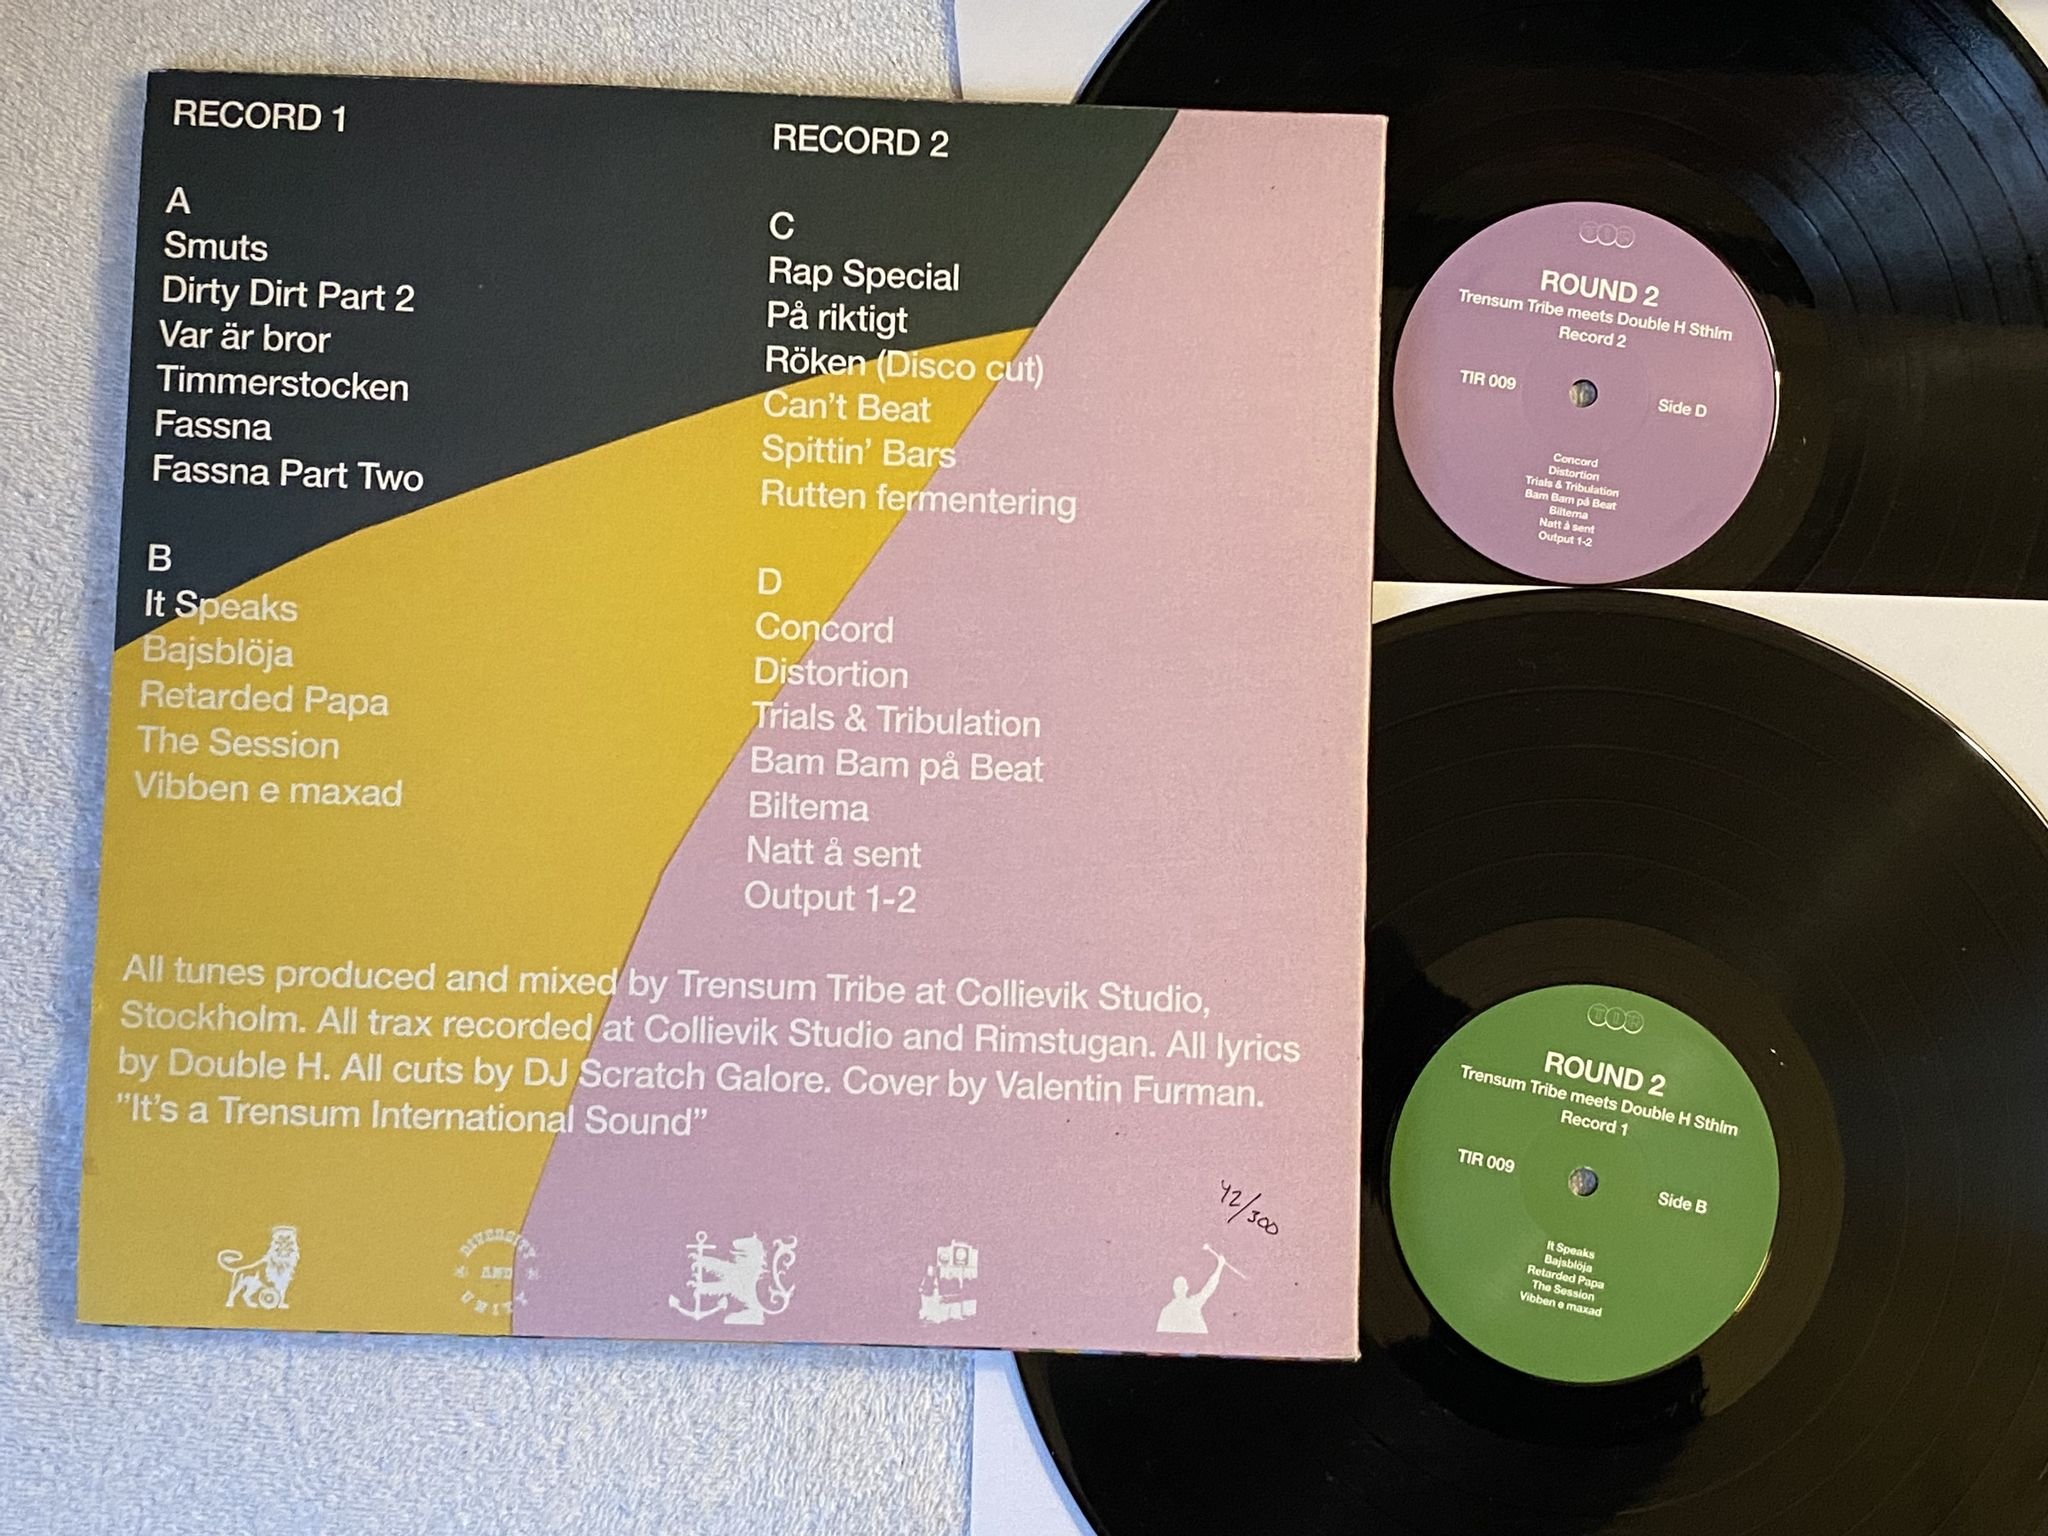 RECORD 1
A
Smuts
Dirty Dirt Part 2
Var är bror
Timmerstocken
Fassna
Fassna Part Two
B
It Speaks
Bajsblöja
Retarded Papa
The Session
Vibben e maxad
RECORD 2
C
Rap Special
På riktigt
Röken (Disco cut)
Can't Beat
Spittin' Bars
Rutten fermentering
D
Concord
Distortion
Trials & Tribulation
Bam Bam på Beat
Biltema
Natt å sent
Output 1-2
All tunes produced and mixed by Trensum Tribe at Collievik Studio,
Stockholm. All trax recorded at Collievik Studio and Rimstugan. All lyrics
by Double H. All cuts by DJ Scratch Galore. Cover by Valentin Furman.
"It's a Trensum International Sound"
42/300
DIVERSITY
AND
UNITY
TIR
ROUND 2
Trensum Tribe meets Double H Sthlm
Record 2
TIR 009
Side D
Concord
Distortion
Trials & Tribulation
Bam Bam på Beat
Biltema
Natt å sent
Output 1-2
TIR
ROUND 2
Trensum Tribe meets Double H Sthlm
Record 1
TIR 009
Side B
It Speaks
Bajsblöja
Retarded Papa
The Session
Vibben e maxad